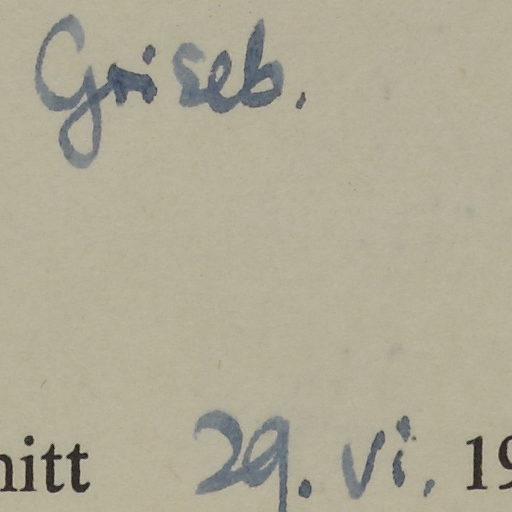 Griseb.
nitt 29. vi. 19